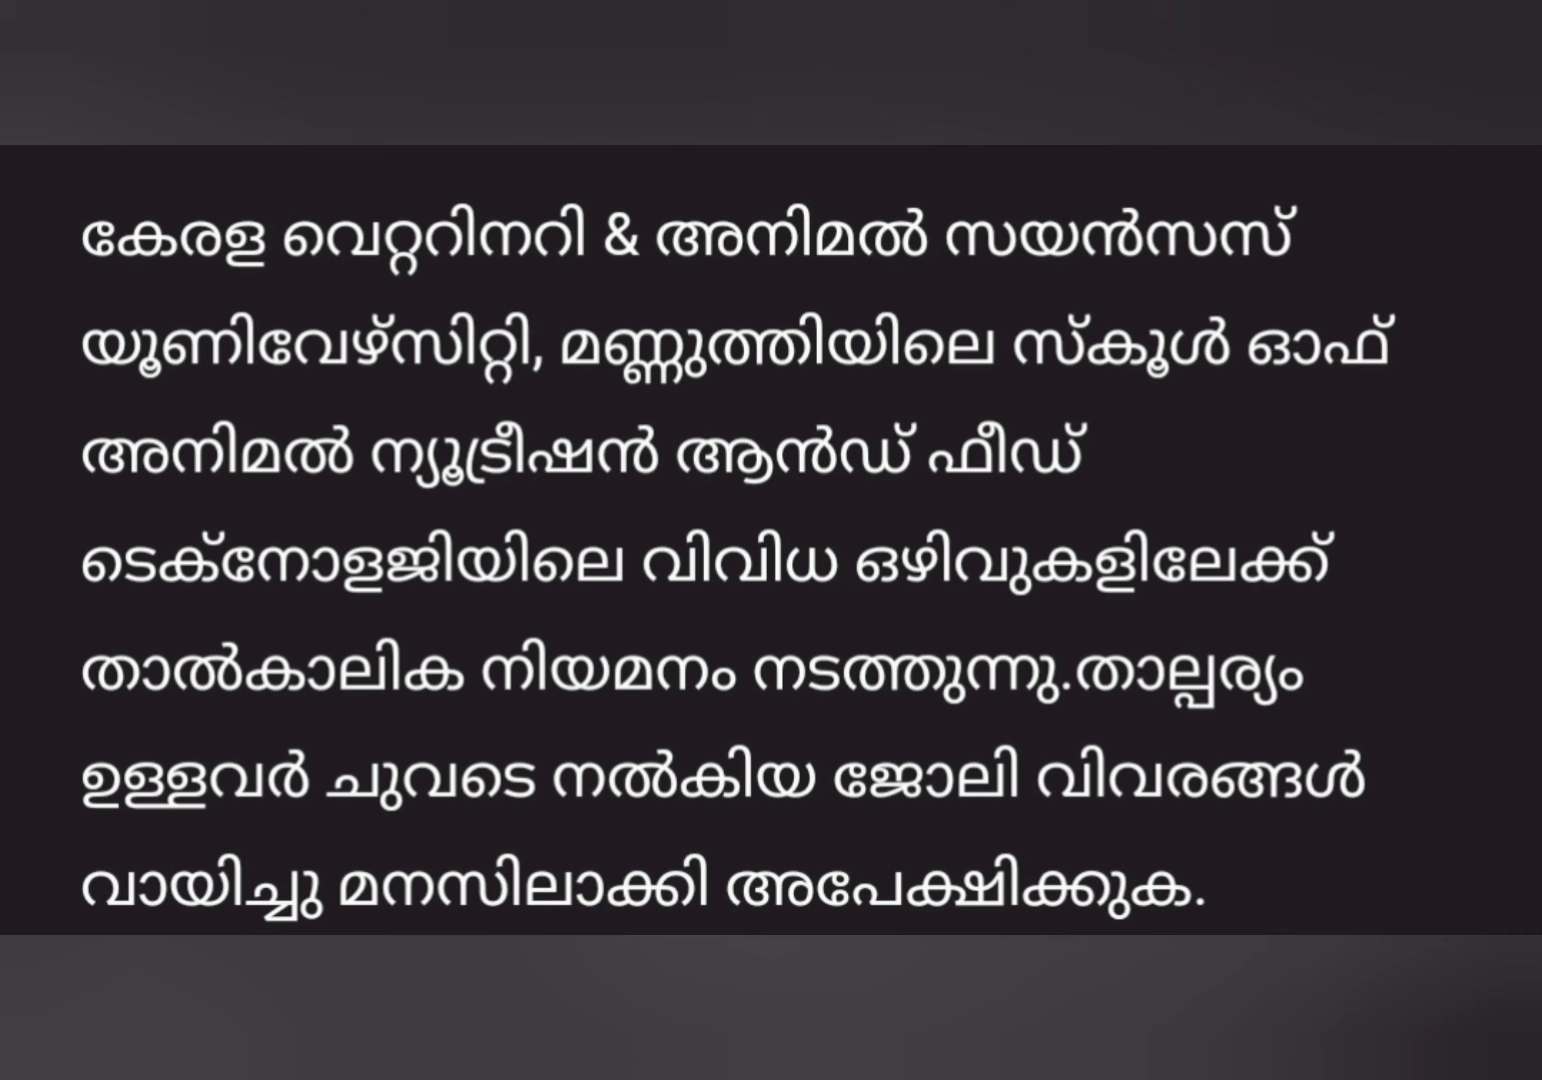 കേരള വെറ്ററിനറി & അനിമൽ സയൻസസ്
യൂണിവേഴ്സിറ്റി, മണ്ണുത്തിയിലെ സ്കൂൾ ഓഫ്
അനിമൽ ന്യൂട്രീഷൻ ആൻഡ് ഫീഡ്
ടെക്നോളജിയിലെ വിവിധ ഒഴിവുകളിലേക്ക്
താൽകാലിക നിയമനം നടത്തുന്നു.താല്പര്യം
ഉള്ളവർ ചുവടെ നൽകിയ ജോലി വിവരങ്ങൾ
വായിച്ചു മനസിലാക്കി അപേക്ഷിക്കുക.